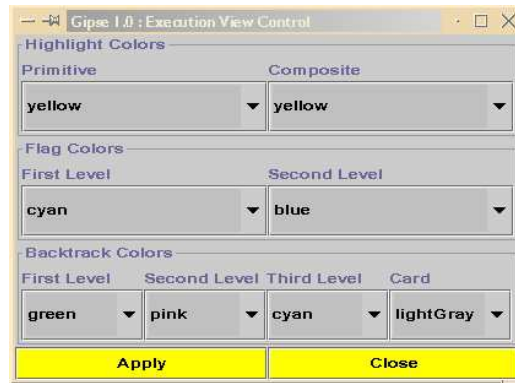 Gipse 1.0 : Execution View Control
Highlight Colors
Primitive Composite
yellow yellow
Flag Colors
First Level Second Level
cyan blue
Backtrack Colors
First Level Second Level Third Level Card
green pink cyan lightGray
Apply Close